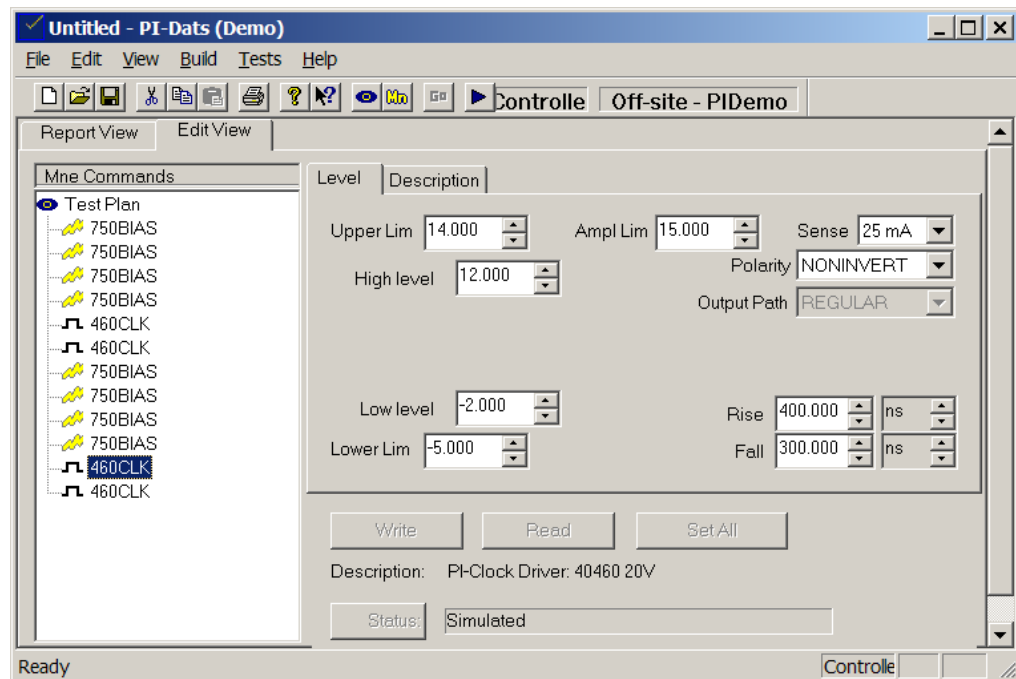 Untitled - PI-Dats (Demo)
File Edit View Build Tests Help
Mn Go Controlle Off-site - PIDemo
Report View Edit View
Mne Commands
Test Plan
750BIAS
750BIAS
750BIAS
750BIAS
460CLK
460CLK
750BIAS
750BIAS
750BIAS
750BIAS
460CLK
460CLK
Level Description
Upper Lim 14.000 Ampl Lim 15.000 Sense 25 mA
High level 12.000 Polarity NONINVERT
Output Path REGULAR
Low level -2.000 Rise 400.000 ns
Lower Lim -5.000 Fall 300.000 ns
Write Read Set All
Description: PI-Clock Driver: 40460 20V
Status: Simulated
Ready Controlle